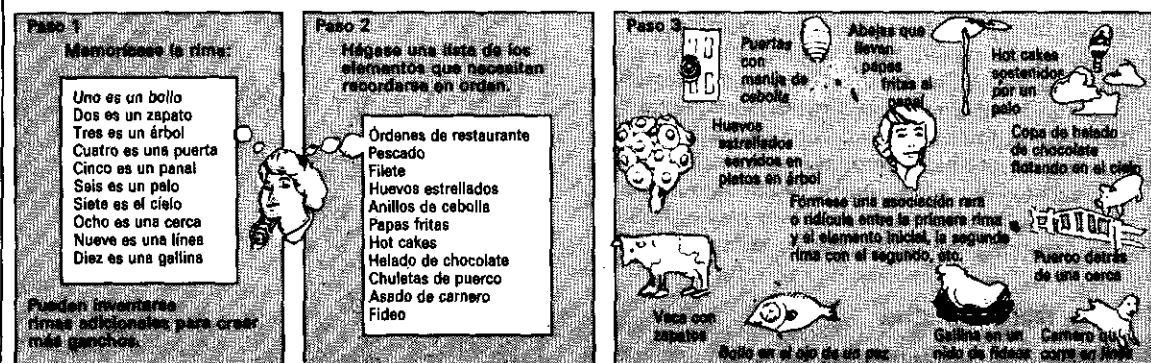 Paso 1
Memorícese la rima:
Uno es un bollo
Dos es un zapato
Tres es un árbol
Cuatro es una puerta
Cinco es un panal
Seis es un palo
Siete es el cielo
Ocho es una cerca
Nueve es una línea
Diez es una gallina
Pueden inventarse
rimas adicionales para crear
más ganchos.
Paso 2
Hágase una lista de los
elementos que necesitan
recordarse en orden.
Órdenes de restaurante
Pescado
Filete
Huevos estrellados
Anillos de cebolla
Papas fritas
Hot cakes
Helado de chocolate
Chuletas de puerco
Asado de carnero
Fideo
Paso 3
Puertas
con
manija de
cebolla
Abejas que
llevan
papas
fritas al
panal
Hot cakes
sostenidos
por un
palo
Huevos
estrellados
servidos en
platos en árbol
Copa de helado
de chocolate
flotando en el cielo
Fórmese una asociación rara
o ridícula entre la primera rima
y el elemento inicial, la segunda
rima con el segundo, etc.
Puerco detrás
de una cerca
Vaca con
zapatos
Bollo en el ojo de un pez
Gallina en un
nido de fideos
Carnero